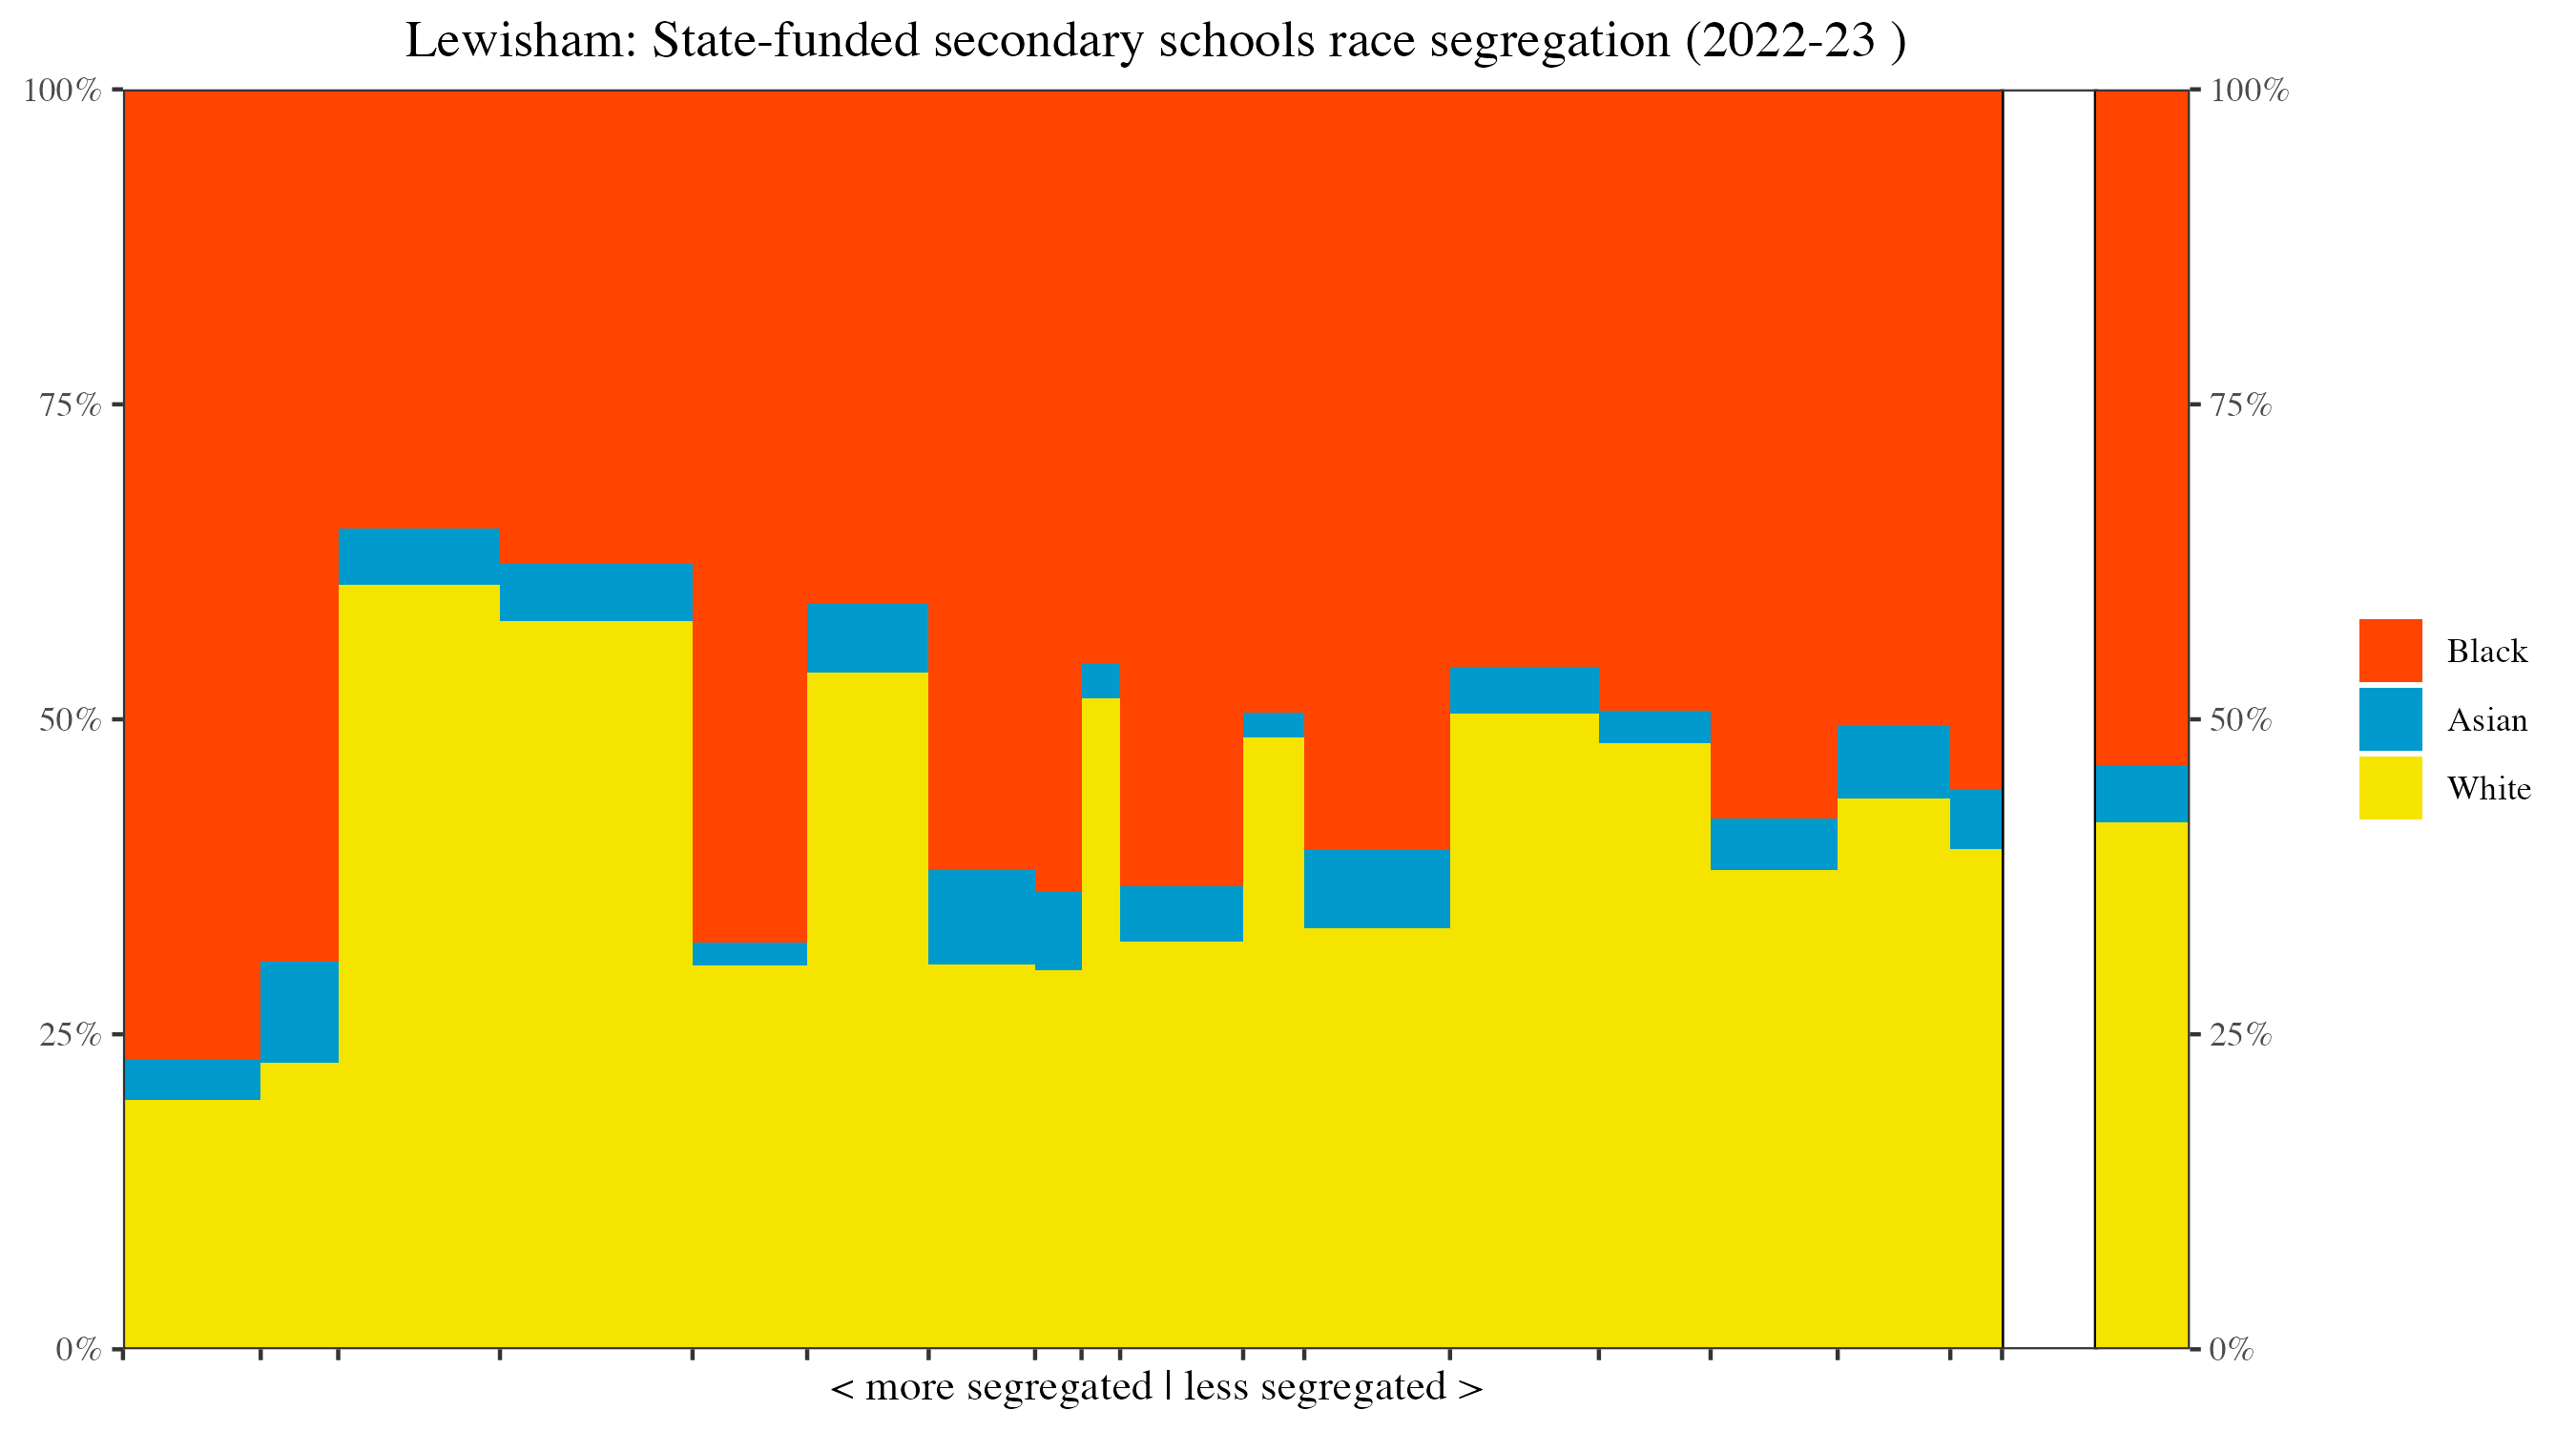 Lewisham: State-funded secondary schools race segregation (2022-23 )
100%
75%
50%
25%
0%
100%
75%
50%
25%
0%
Black
Asian
White
< more segregated | less segregated >